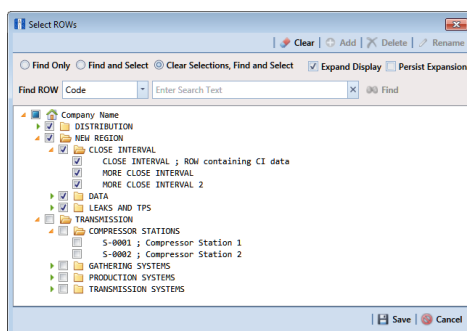 Select ROWs
Clear Add Delete Rename
Find Only Find and Select Clear Selections, Find and Select Expand Display Persist Expansion
Find ROW Code Enter Search Text Find
Company Name
DISTRIBUTION
NEW REGION
CLOSE INTERVAL
CLOSE INTERVAL ; ROW containing CI data
MORE CLOSE INTERVAL
MORE CLOSE INTERVAL 2
DATA
LEAKS AND TPS
TRANSMISSION
COMPRESSOR STATIONS
S-0001 ; Compressor Station 1
S-0002 ; Compressor Station 2
GATHERING SYSTEMS
PRODUCTION SYSTEMS
TRANSMISSION SYSTEMS
Save Cancel